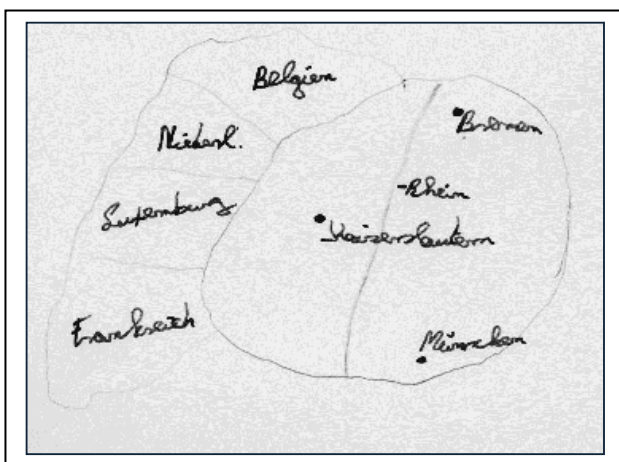 Belgien
Bremen
Niederl.
Rhein
Luxemburg
Kaiserslautern
Frankreich
München